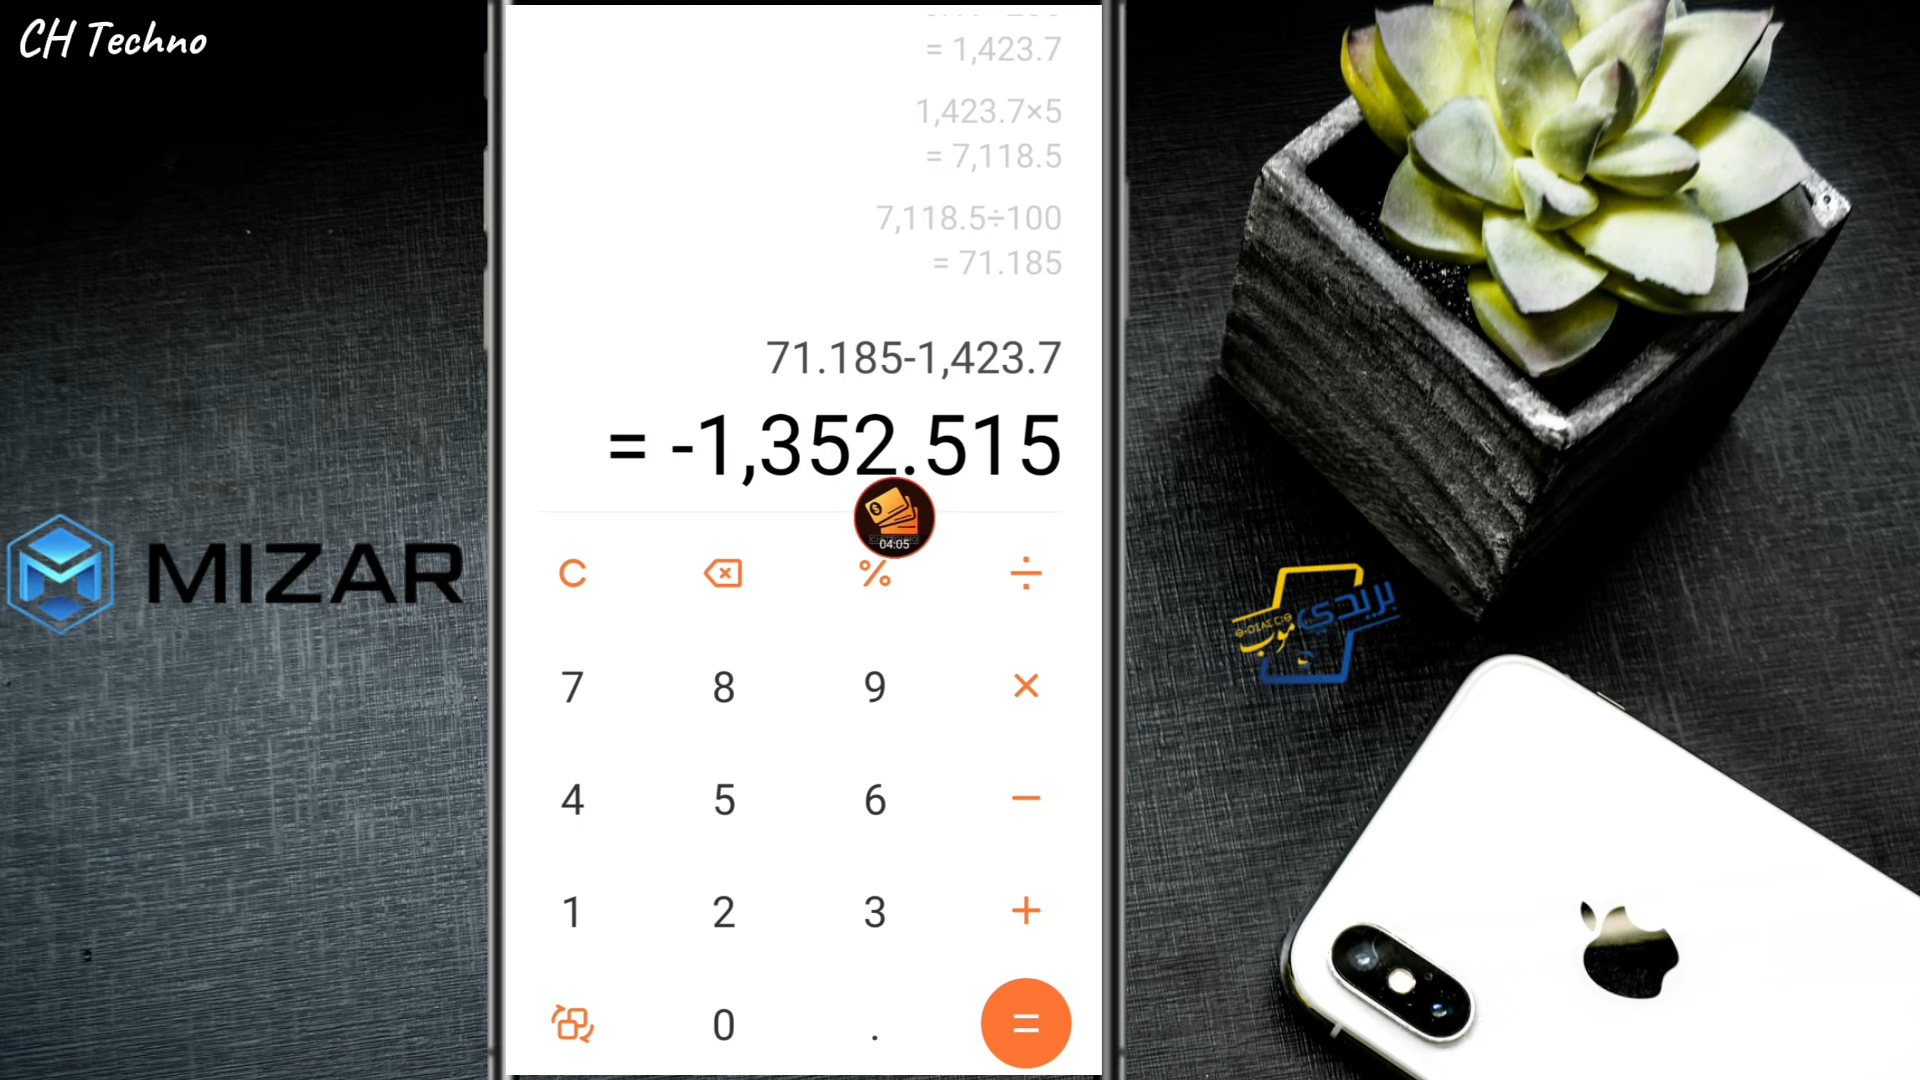 CH Techno
= 1,423.7
1,423.7×5
= 7,118.5
7,118.5÷100
= 71.185
71.185-1,423.7
= -1,352.515
04:05
C % ÷
7 8 9 ×
4 5 6 −
1 2 3 +
0 . =
MIZAR
بريدي
موب